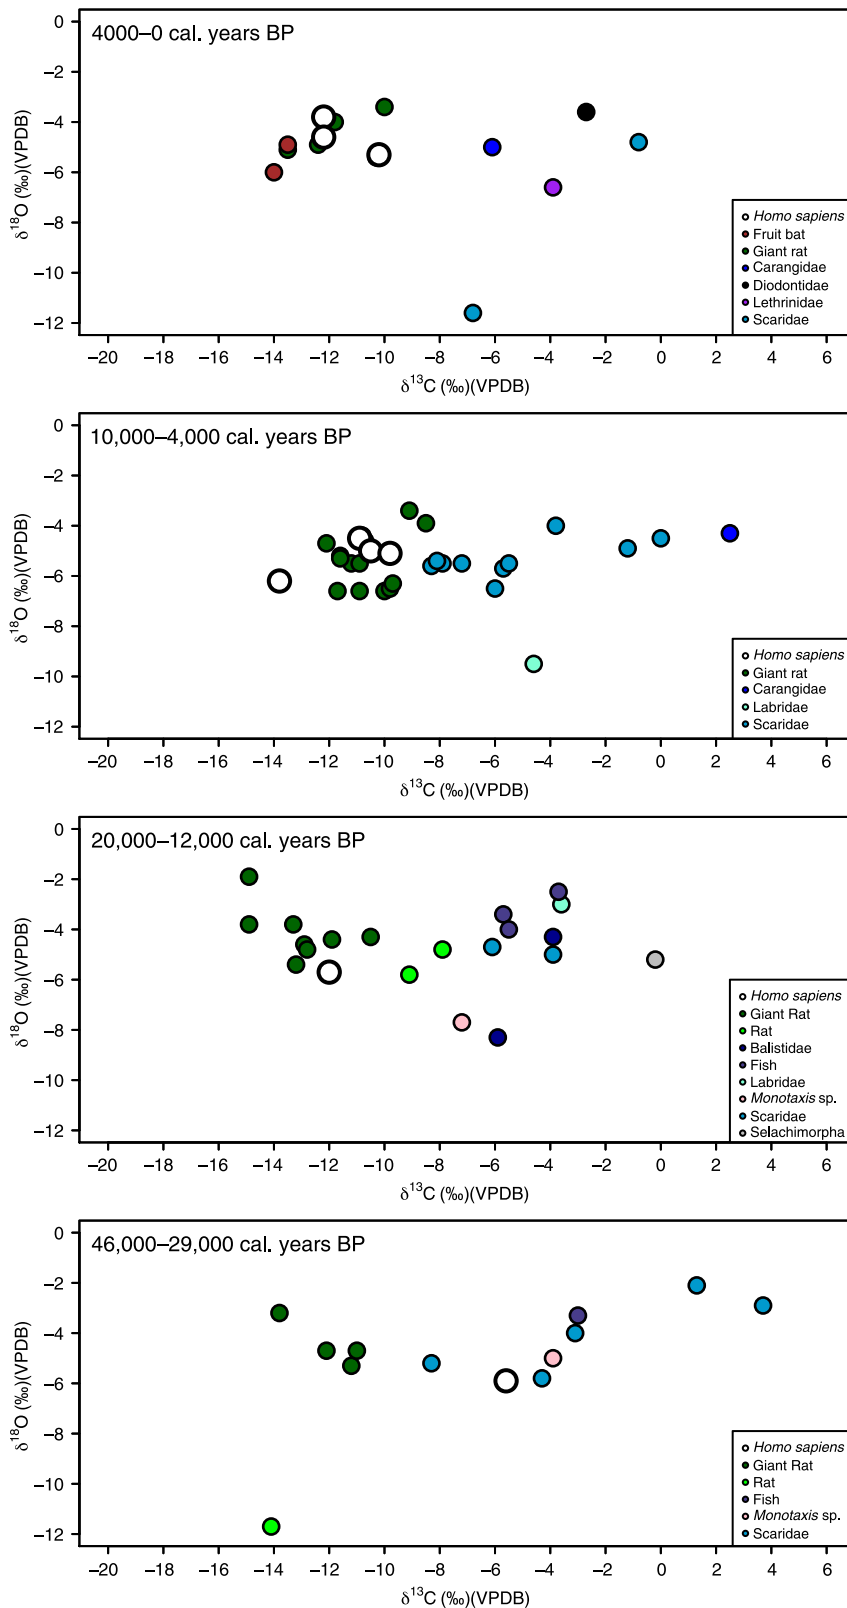 4000–0 cal. years BP
0
−2
−4
−6
−8
−10
−12
δ18O (‰)(VPDB)
Homo sapiens
Fruit bat
Giant rat
Carangidae
Diodontidae
Lethrinidae
Scaridae
−20 −18 −16 −14 −12 −10 −8 −6 −4 −2 0 2 4 6
δ13C (‰)(VPDB)
10,000–4,000 cal. years BP
0
−2
−4
−6
−8
−10
−12
δ18O (‰)(VPDB)
Homo sapiens
Giant rat
Carangidae
Labridae
Scaridae
−20 −18 −16 −14 −12 −10 −8 −6 −4 −2 0 2 4 6
δ13C (‰)(VPDB)
20,000–12,000 cal. years BP
0
−2
−4
−6
−8
−10
−12
δ18O (‰)(VPDB)
Homo sapiens
Giant Rat
Rat
Balistidae
Fish
Labridae
Monotaxis sp.
Scaridae
Selachimorpha
−20 −18 −16 −14 −12 −10 −8 −6 −4 −2 0 2 4 6
δ13C (‰)(VPDB)
46,000–29,000 cal. years BP
0
−2
−4
−6
−8
−10
−12
δ18O (‰)(VPDB)
Homo sapiens
Giant Rat
Rat
Fish
Monotaxis sp.
Scaridae
−20 −18 −16 −14 −12 −10 −8 −6 −4 −2 0 2 4 6
δ13C (‰)(VPDB)